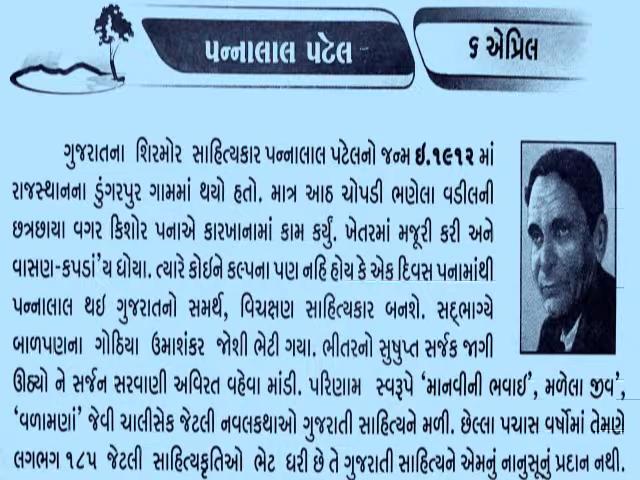 પન્નાલાલ પટેલ
૬ એપ્રિલ
ગુજરાતના શિરમોર સાહિત્યકાર પન્નાલાલ પટેલનો જન્મ ઇ.૧૯૧૨ માં
રાજસ્થાનના ડુંગરપુર ગામમાં થયો હતો. માત્ર આઠ ચોપડી ભણેલા વડીલની
છત્રછાયા વગર કિશોર પનાએ કારખાનામાં કામ કર્યું. ખેતરમાં મજૂરી કરી અને
વાસણ-કપડાં'ય ધોયા. ત્યારે કોઇને કલ્પના પણ નહિ હોય કે એક દિવસ પનામાંથી
પન્નાલાલ થઇ ગુજરાતનો સમર્થ, વિચક્ષણ સાહિત્યકાર બનશે. સદ્ભાગ્યે
બાળપણના ગોઠિયા ઉમાશંકર જોશી ભેટી ગયા. ભીતરનો સુષુપ્ત સર્જક જાગી
ઊઠ્યો ને સર્જન સરવાણી અવિરત વહેવા માંડી. પરિણામ સ્વરૂપે 'માનવીની ભવાઇ', મળેલા જીવ',
'વળામણાં' જેવી ચાલીસેક જેટલી નવલકથાઓ ગુજરાતી સાહિત્યને મળી. છેલ્લા પચાસ વર્ષોમાં તેમણે
લગભગ ૧૮૫ જેટલી સાહિત્યકૃતિઓ ભેટ ધરી છે તે ગુજરાતી સાહિત્યને એમનું નાનુસૂનું પ્રદાન નથી.